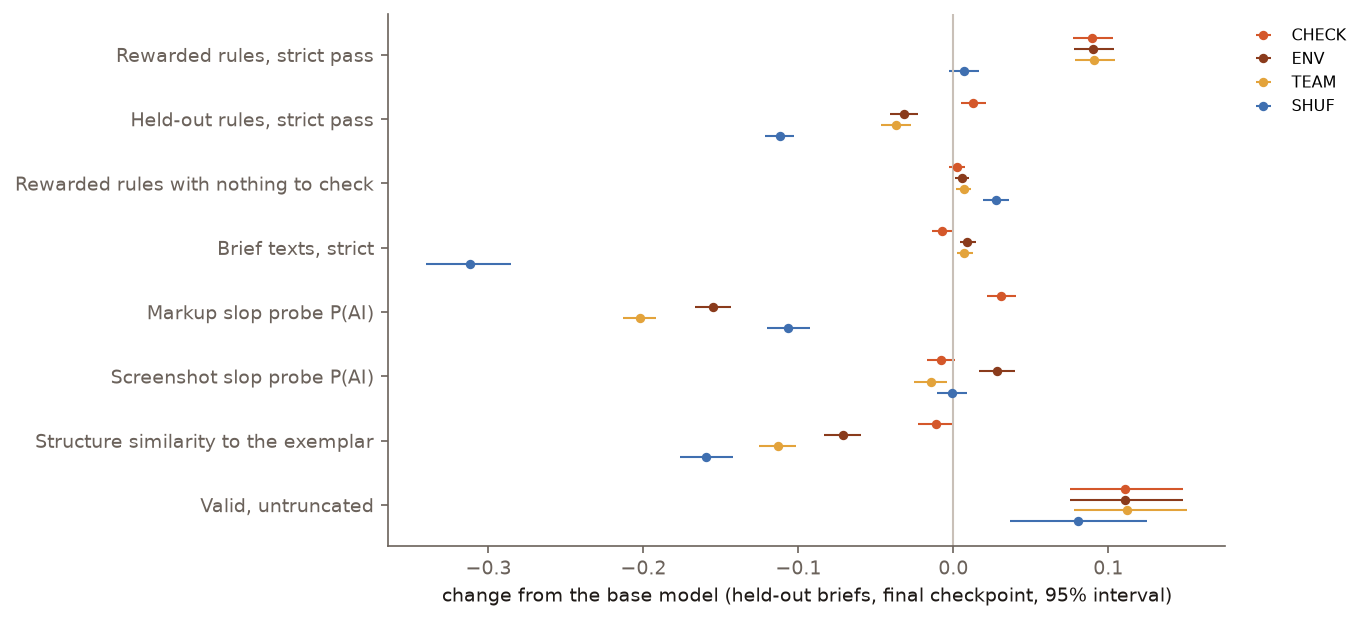 CHECK
ENV
TEAM
SHUF
Rewarded rules, strict pass
Held-out rules, strict pass
Rewarded rules with nothing to check
Brief texts, strict
Markup slop probe P(AI)
Screenshot slop probe P(AI)
Structure similarity to the exemplar
Valid, untruncated
−0.3 −0.2 −0.1 0.0 0.1
change from the base model (held-out briefs, final checkpoint, 95% interval)